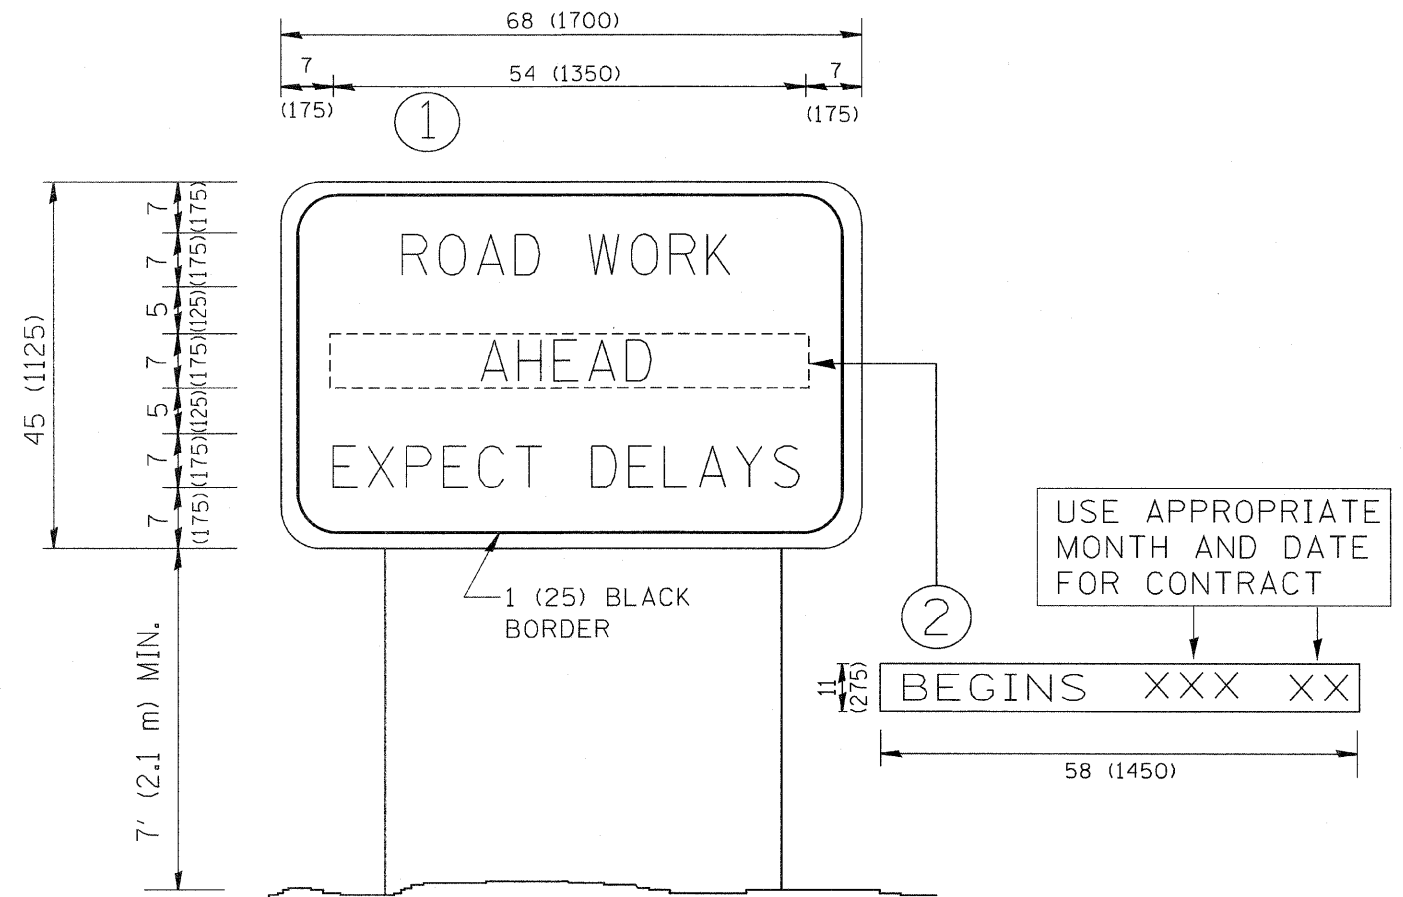 68 (1700)
7
54 (1350)
7
(175)
(175)
1
45 (1125)
7
(175)
7
(175)
5
(125)
7
(175)
5
(125)
7
(175)
7
(175)
ROAD WORK
AHEAD
EXPECT DELAYS
1 (25) BLACK
BORDER
7' (2.1 m) MIN.
USE APPROPRIATE
MONTH AND DATE
FOR CONTRACT
2
11
(275)
BEGINS XXX XX
58 (1450)